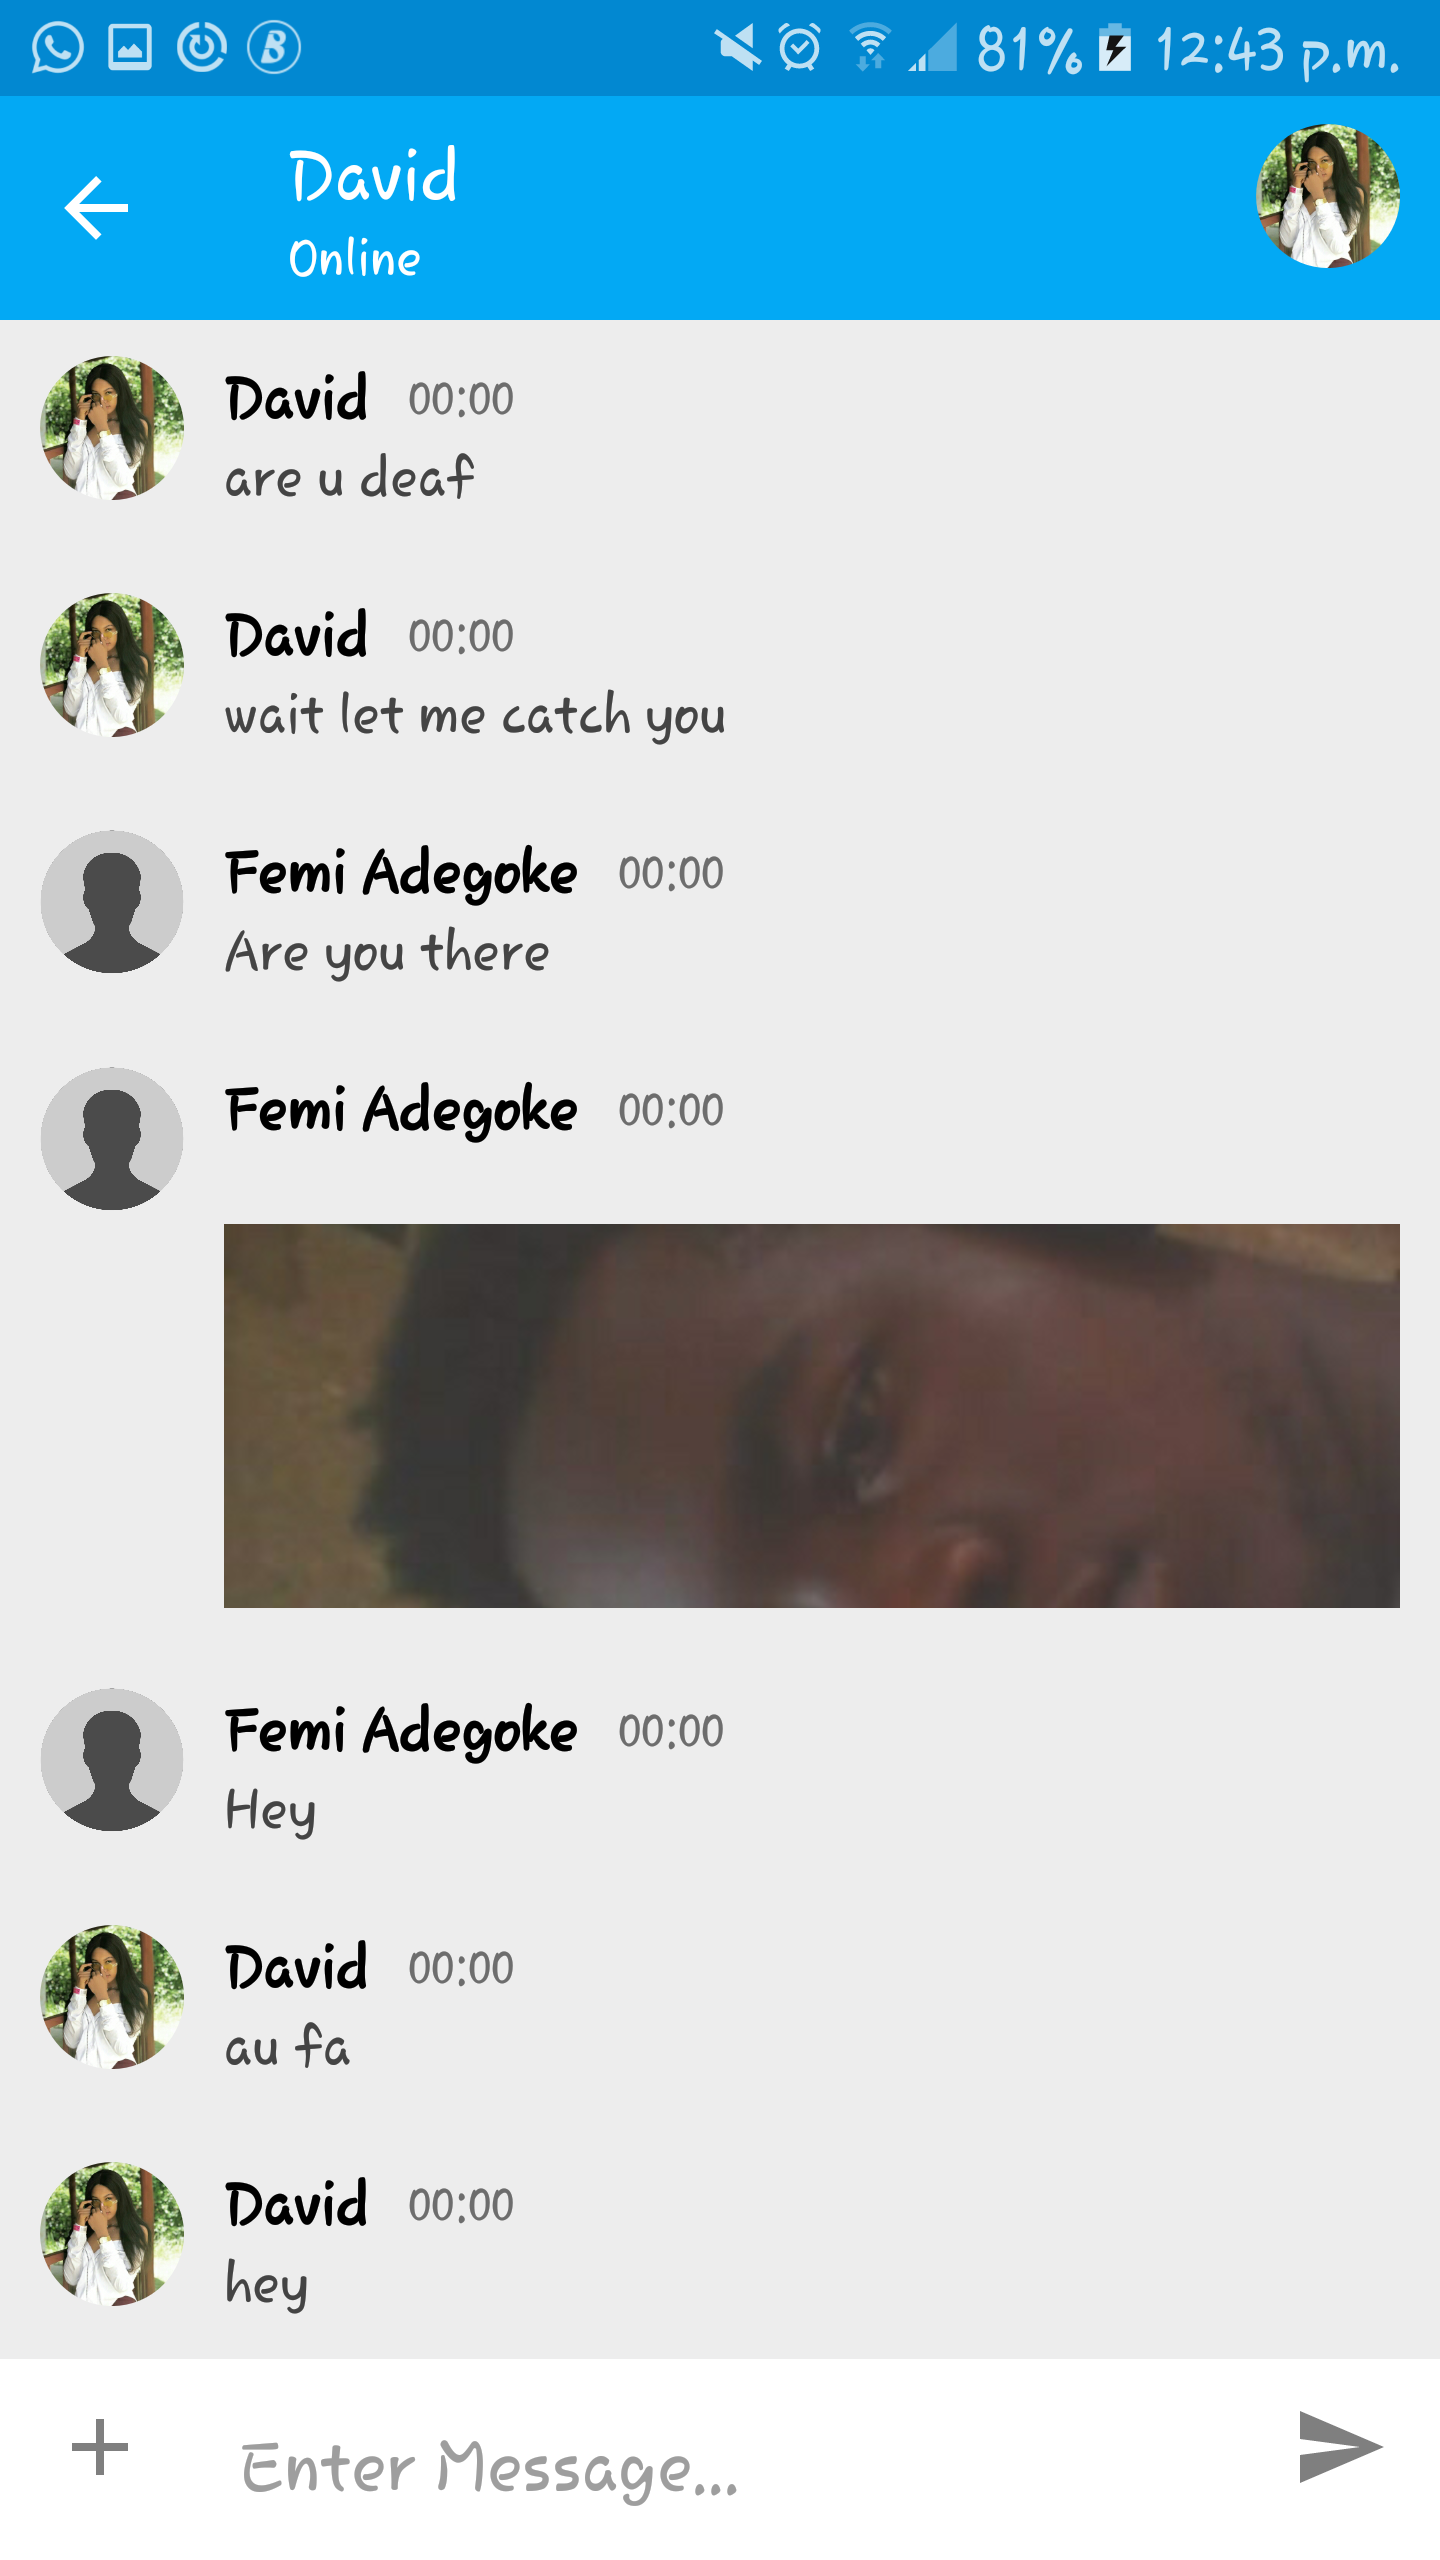 81% 12:43 p.m.
David
Online
David 00:00
are u deaf
David 00:00
wait let me catch you
Femi Adegoke 00:00
Are you there
Femi Adegoke 00:00
Femi Adegoke 00:00
Hey
David 00:00
au fa
David 00:00
hey
Enter Message...